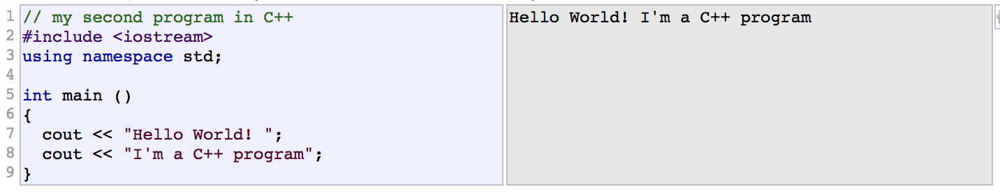 1 // my second program in C++
2 #include <iostream>
3 using namespace std;
4
5 int main ()
6 {
7   cout << "Hello World! ";
8   cout << "I'm a C++ program";
9 }
Hello World! I'm a C++ program